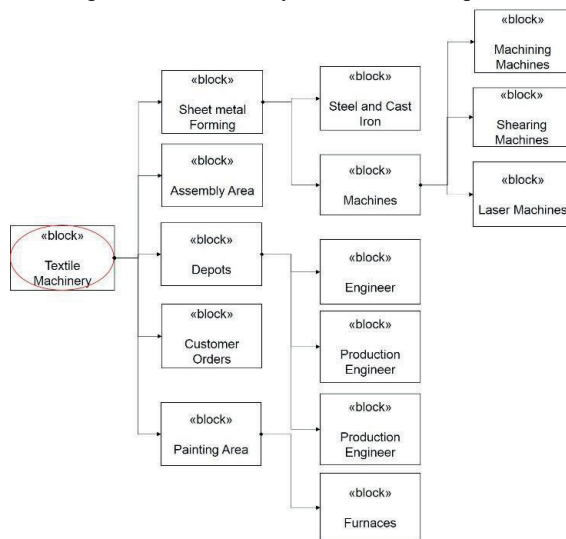 «block»
Machining
Machines
«block»
Sheet metal
Forming
«block»
Steel and Cast
Iron
«block»
Shearing
Machines
«block»
Assembly Area
«block»
Machines
«block»
Laser Machines
«block»
Textile
Machinery
«block»
Depots
«block»
Engineer
«block»
Customer
Orders
«block»
Production
Engineer
«block»
Painting Area
«block»
Production
Engineer
«block»
Furnaces